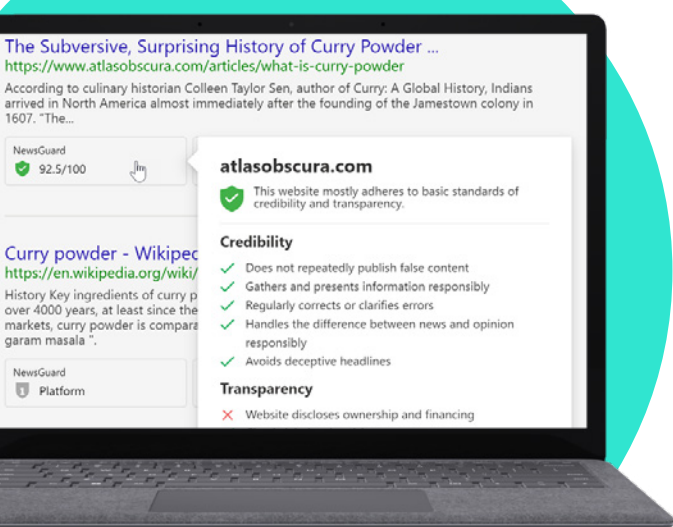 The Subversive, Surprising History of Curry Powder ...
https://www.atlasobscura.com/articles/what-is-curry-powder
According to culinary historian Colleen Taylor Sen, author of Curry: A Global History, Indians
arrived in North America almost immediately after the founding of the Jamestown colony in
1607. "The...
NewsGuard
92.5/100
Curry powder - Wikiped
https://en.wikipedia.org/wiki/
History Key ingredients of curry p
over 4000 years, at least since the
markets, curry powder is compara
garam masala ".
NewsGuard
1 Platform
atlasobscura.com
This website mostly adheres to basic standards of
credibility and transparency.
Credibility
Does not repeatedly publish false content
Gathers and presents information responsibly
Regularly corrects or clarifies errors
Handles the difference between news and opinion
responsibly
Avoids deceptive headlines
Transparency
Website discloses ownership and financing